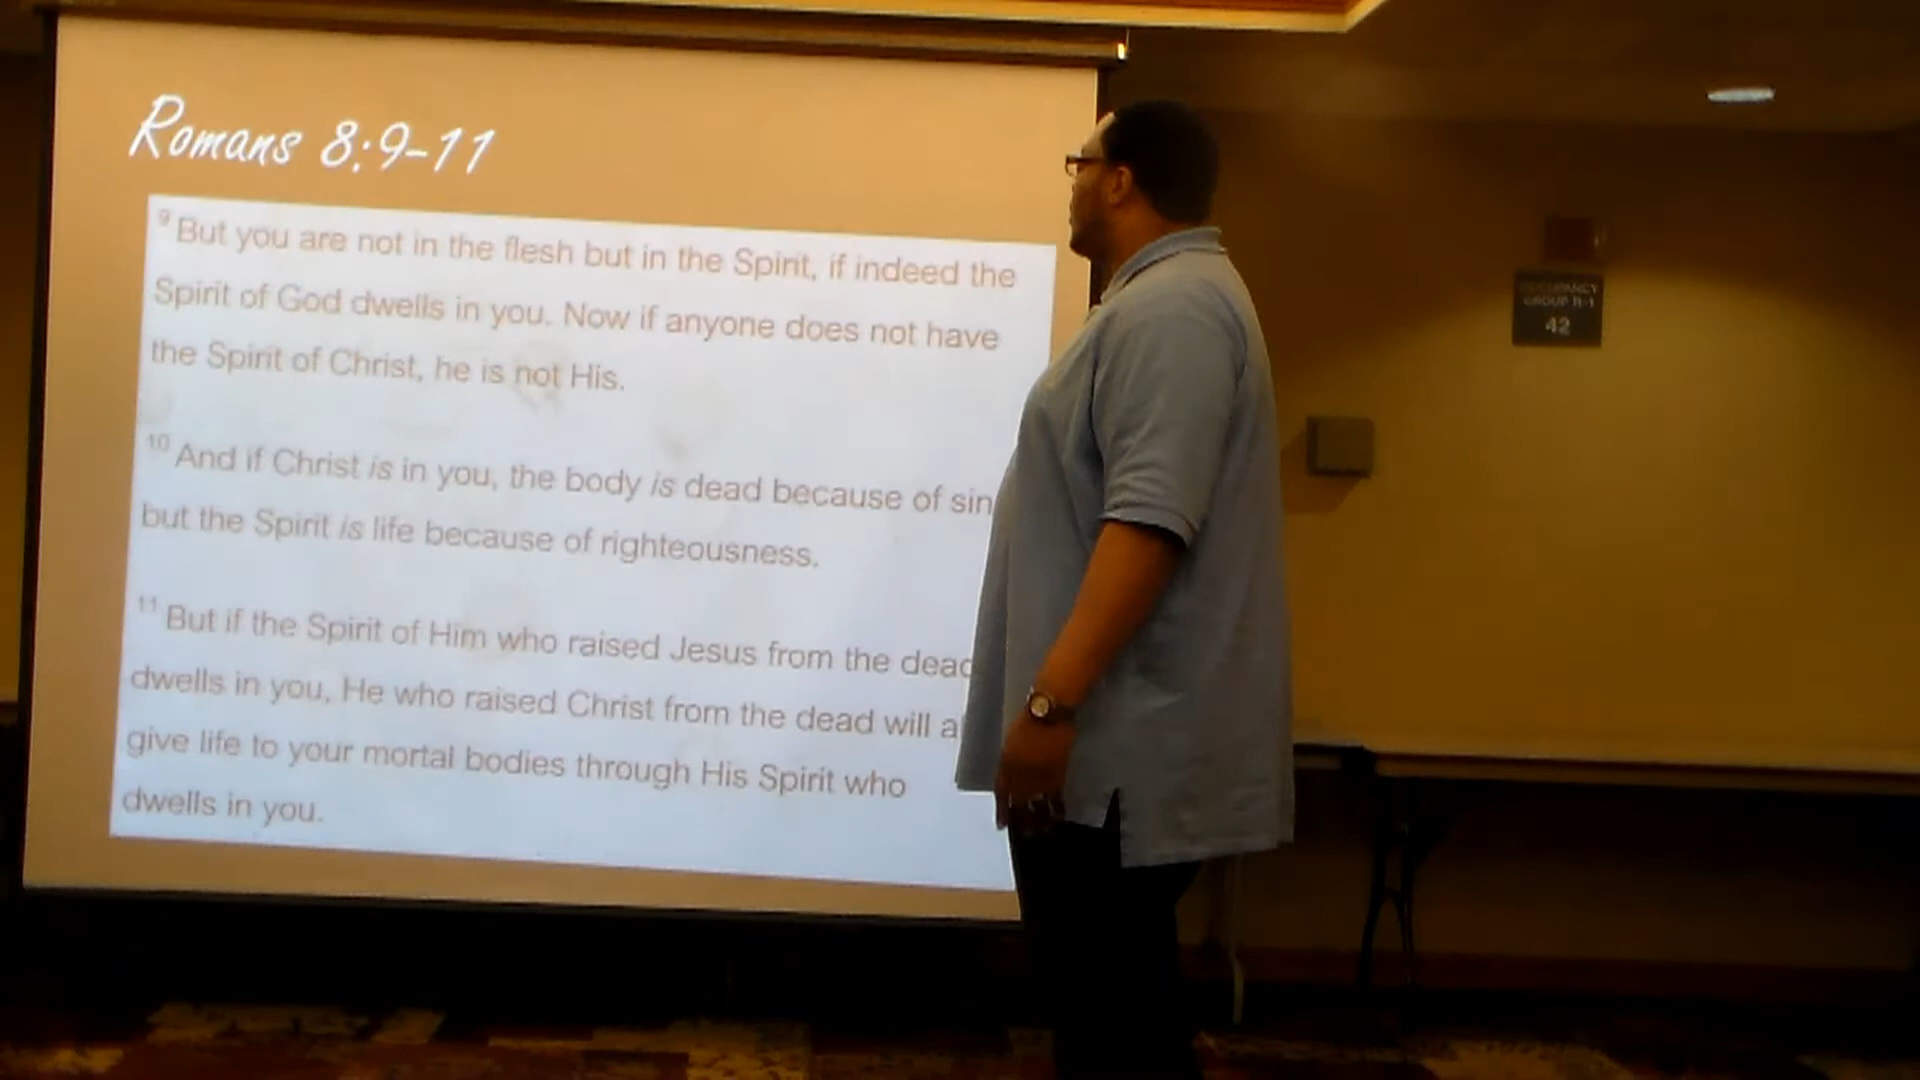 Romans 8:9-11
9 But you are not in the flesh but in the Spirit, if indeed the
Spirit of God dwells in you. Now if anyone does not have
the Spirit of Christ, he is not His.
10 And if Christ is in you, the body is dead because of sin
but the Spirit is life because of righteousness.
11 But if the Spirit of Him who raised Jesus from the dead
dwells in you, He who raised Christ from the dead will a
give life to your mortal bodies through His Spirit who
dwells in you.
OCCUPANCY
GROUP
42